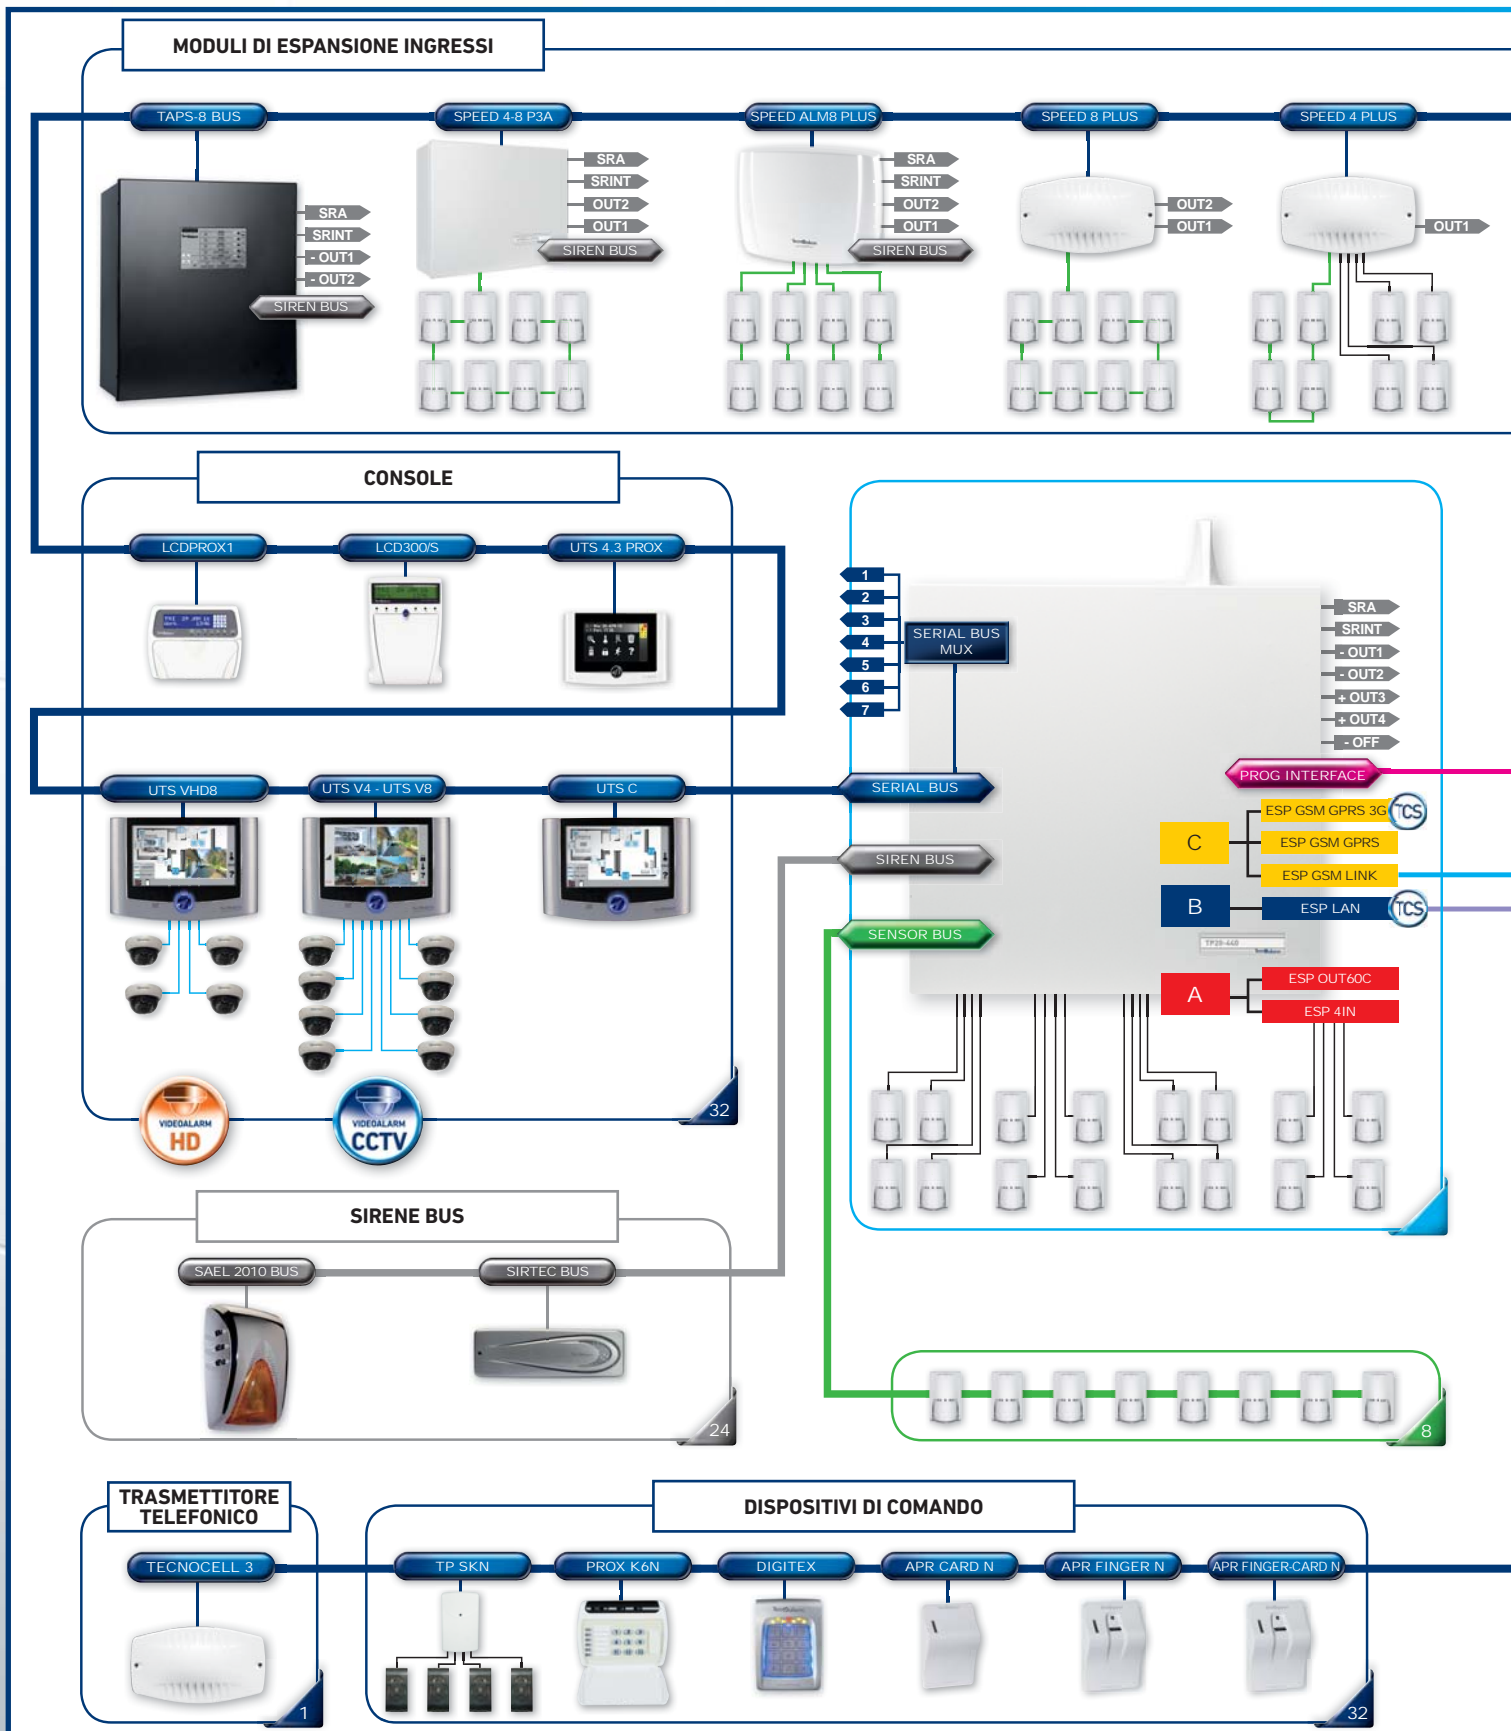 MODULI DI ESPANSIONE INGRESSI
TAPS-8 BUS
SPEED 4-8 P3A
SPEED ALM8 PLUS
SPEED 8 PLUS
SPEED 4 PLUS
SRA
SRINT
- OUT1
- OUT2
SIREN BUS
SRA
SRINT
OUT2
OUT1
SIREN BUS
SRA
SRINT
OUT2
OUT1
SIREN BUS
OUT2
OUT1
OUT1
CONSOLE
LCDPROX1
LCD300/S
UTS 4.3 PROX
UTS VHD8
UTS V4 - UTS V8
UTS C
VIDEOALARM
HD
VIDEOALARM
CCTV
32
1
2
3
4
5
6
7
SERIAL BUS
MUX
SERIAL BUS
SIREN BUS
SENSOR BUS
SRA
SRINT
- OUT1
- OUT2
+ OUT3
+ OUT4
- OFF
PROG INTERFACE
C
ESP GSM GPRS 3G
TCS
ESP GSM GPRS
ESP GSM LINK
B
ESP LAN
TCS
TP20-440
A
ESP OUT60C
ESP 4IN
SIRENE BUS
SAEL 2010 BUS
SIRTEC BUS
24
8
TRASMETTITORE
TELEFONICO
TECNOCELL 3
1
DISPOSITIVI DI COMANDO
TP SKN
PROX K6N
DIGITEX
APR CARD N
APR FINGER N
APR FINGER-CARD N
32